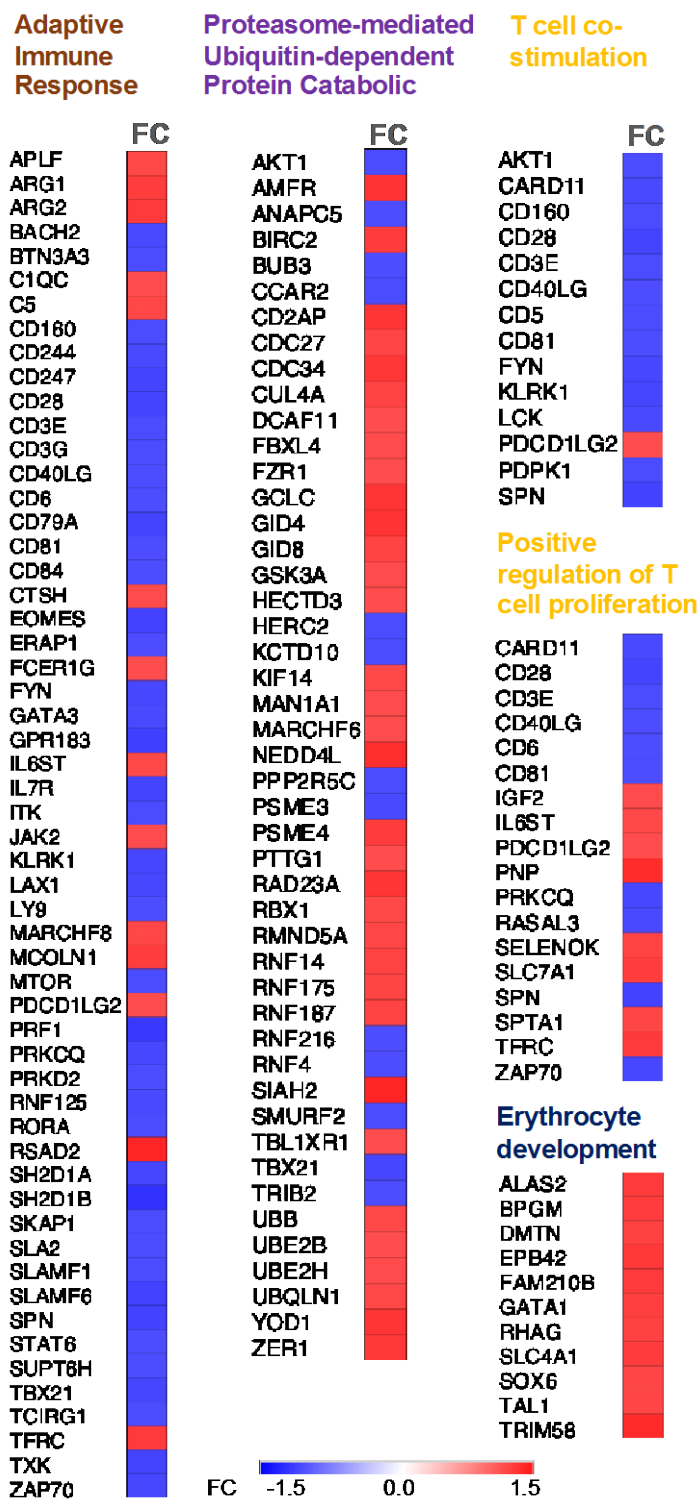 Adaptive
Immune
Response
FC
APLF
ARG1
ARG2
BACH2
BTN3A3
C1QC
C5
CD160
CD244
CD247
CD28
CD3E
CD3G
CD40LG
CD6
CD79A
CD81
CD84
CTSH
EOMES
ERAP1
FCER1G
FYN
GATA3
GPR183
IL6ST
IL7R
ITK
JAK2
KLRK1
LAX1
LY9
MARCHF8
MCOLN1
MTOR
PDCD1LG2
PRF1
PRKCQ
PRKD2
RNF125
RORA
RSAD2
SH2D1A
SH2D1B
SKAP1
SLA2
SLAMF1
SLAMF6
SPN
STAT6
SUPT6H
TBX21
TCIRG1
TFRC
TXK
ZAP70
Proteasome-mediated
Ubiquitin-dependent
Protein Catabolic
FC
AKT1
AMFR
ANAPC5
BIRC2
BUB3
CCAR2
CD2AP
CDC27
CDC34
CUL4A
DCAF11
FBXL4
FZR1
GCLC
GID4
GID8
GSK3A
HECTD3
HERC2
KCTD10
KIF14
MAN1A1
MARCHF6
NEDD4L
PPP2R5C
PSME3
PSME4
PTTG1
RAD23A
RBX1
RMND5A
RNF14
RNF175
RNF187
RNF216
RNF4
SIAH2
SMURF2
TBL1XR1
TBX21
TRIB2
UBB
UBE2B
UBE2H
UBQLN1
YOD1
ZER1
T cell co-
stimulation
FC
AKT1
CARD11
CD160
CD28
CD3E
CD40LG
CD5
CD81
FYN
KLRK1
LCK
PDCD1LG2
PDPK1
SPN
Positive
regulation of T
cell proliferation
CARD11
CD28
CD3E
CD40LG
CD6
CD81
IGF2
IL6ST
PDCD1LG2
PNP
PRKCQ
RASAL3
SELENOK
SLC7A1
SPN
SPTA1
TFRC
ZAP70
Erythrocyte
development
ALAS2
BPGM
DMTN
EPB42
FAM210B
GATA1
RHAG
SLC4A1
SOX6
TAL1
TRIM58
FC -1.5 0.0 1.5